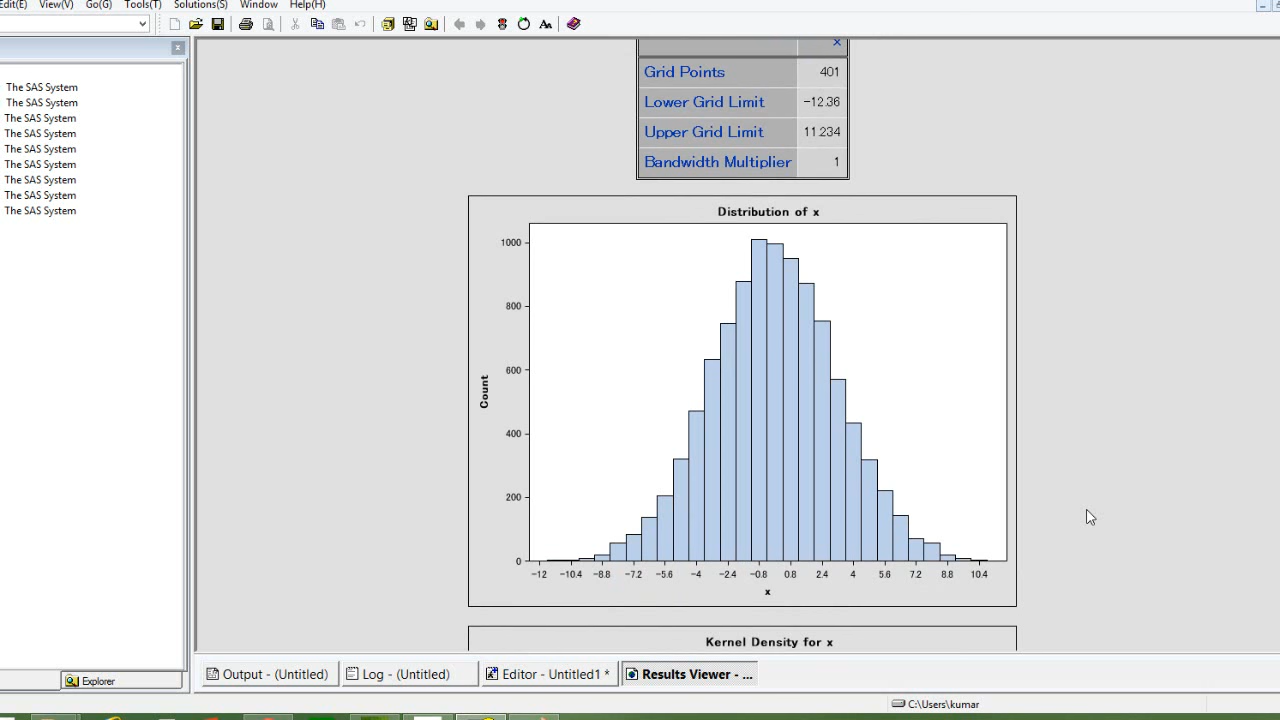 Edit(E) View(V) Go(G) Tools(T) Solutions(S) Window Help(H)
The SAS System
The SAS System
The SAS System
The SAS System
The SAS System
The SAS System
The SAS System
The SAS System
The SAS System
Explorer
x
Grid Points 401
Lower Grid Limit -12.36
Upper Grid Limit 11.234
Bandwidth Multiplier 1
Distribution of x
1000
800
600
400
200
0
Count
-12 -10.4 -8.8 -7.2 -5.6 -4 -2.4 -0.8 0.8 2.4 4 5.6 7.2 8.8 10.4
x
Kernel Density for x
Output - (Untitled) Log - (Untitled) Editor - Untitled1 * Results Viewer - ...
C:\Users\kumar